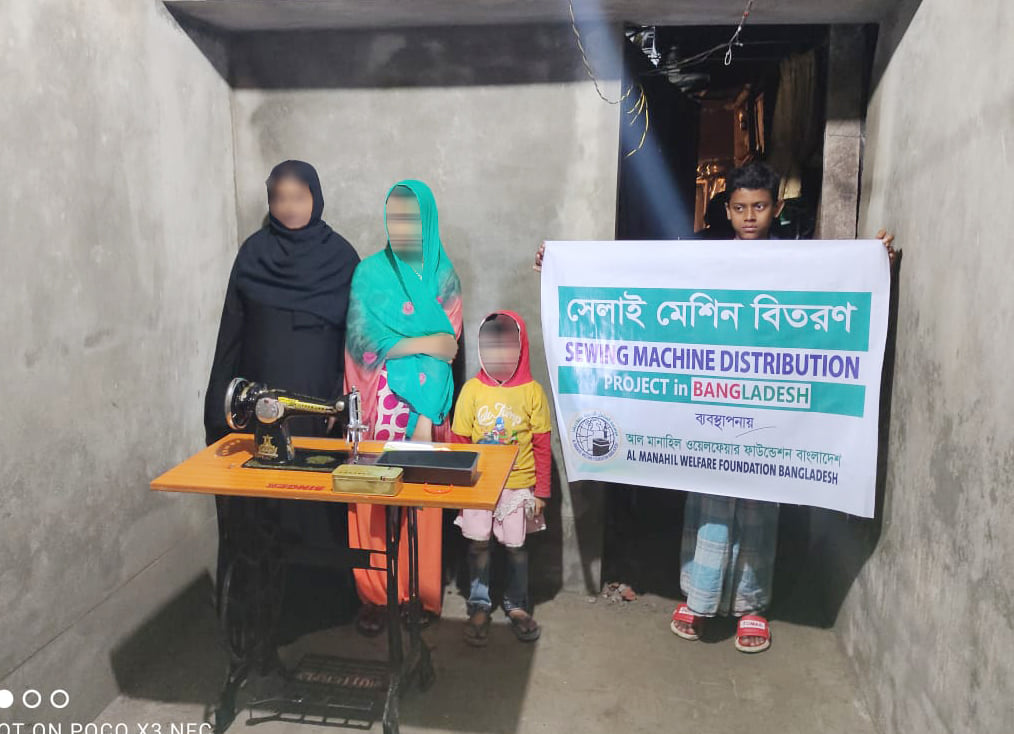 সেলাই মেশিন বিতরণ
SEWING MACHINE DISTRIBUTION
PROJECT in BANGLADESH
ব্যবস্থাপনায়
আল মানাহিল ওয়েলফেয়ার ফাউন্ডেশন বাংলাদেশ
AL MANAHIL WELFARE FOUNDATION BANGLADESH
SINGER
OT ON POCO X3 NFC